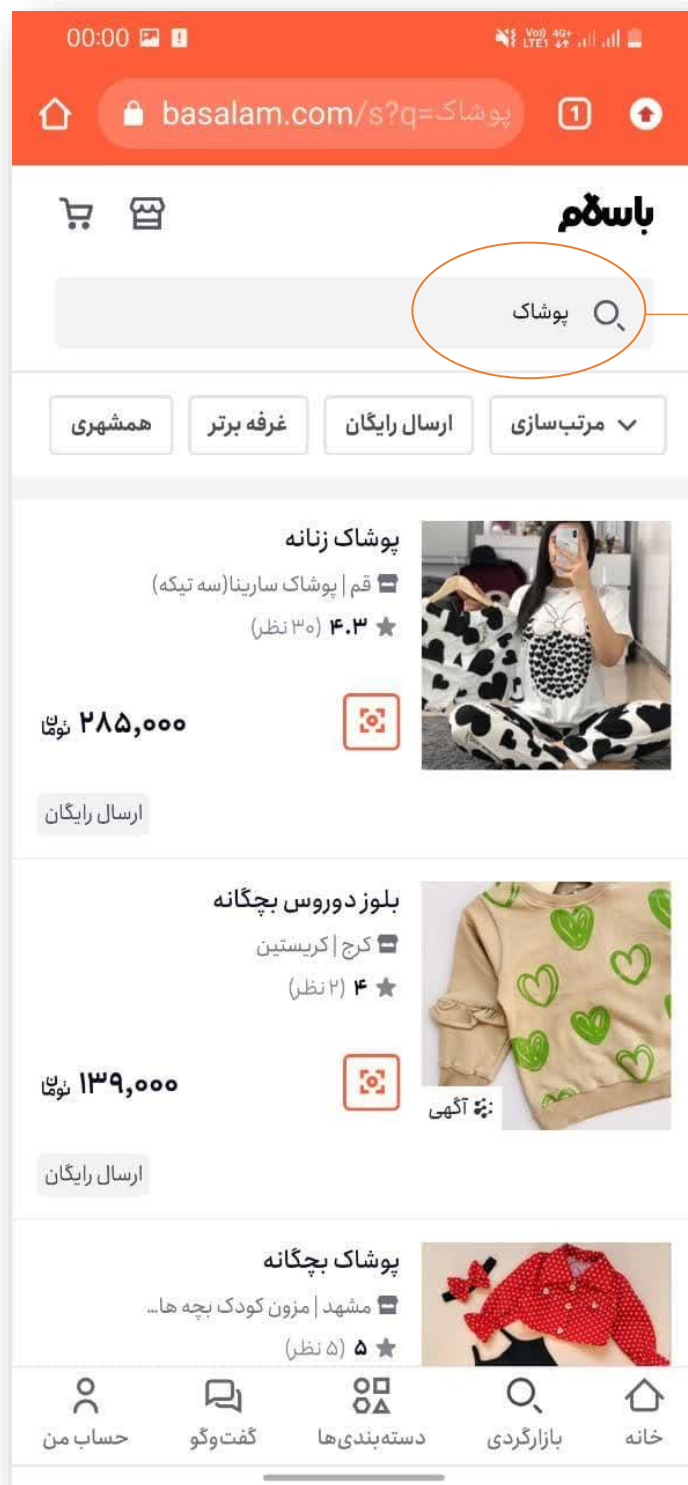 00:00
Vo)) 4G+
LTE1
basalam.com/s?q=پوشاک
1
باسلام
پوشاک
مرتب‌سازی
ارسال رایگان
غرفه برتر
همشهری
پوشاک زنانه
قم | پوشاک سارینا(سه تیکه)
۴.۳ (۳۰ نظر)
۲۸۵,۰۰۰ تومان
ارسال رایگان
بلوز دوروس بچگانه
کرج | کریستین
۴ (۲ نظر)
۱۳۹,۰۰۰ تومان
آگهی
ارسال رایگان
پوشاک بچگانه
مشهد | مزون کودک بچه ها...
۵ (۵ نظر)
خانه
بازارگردی
دسته‌بندی‌ها
گفت‌وگو
حساب من